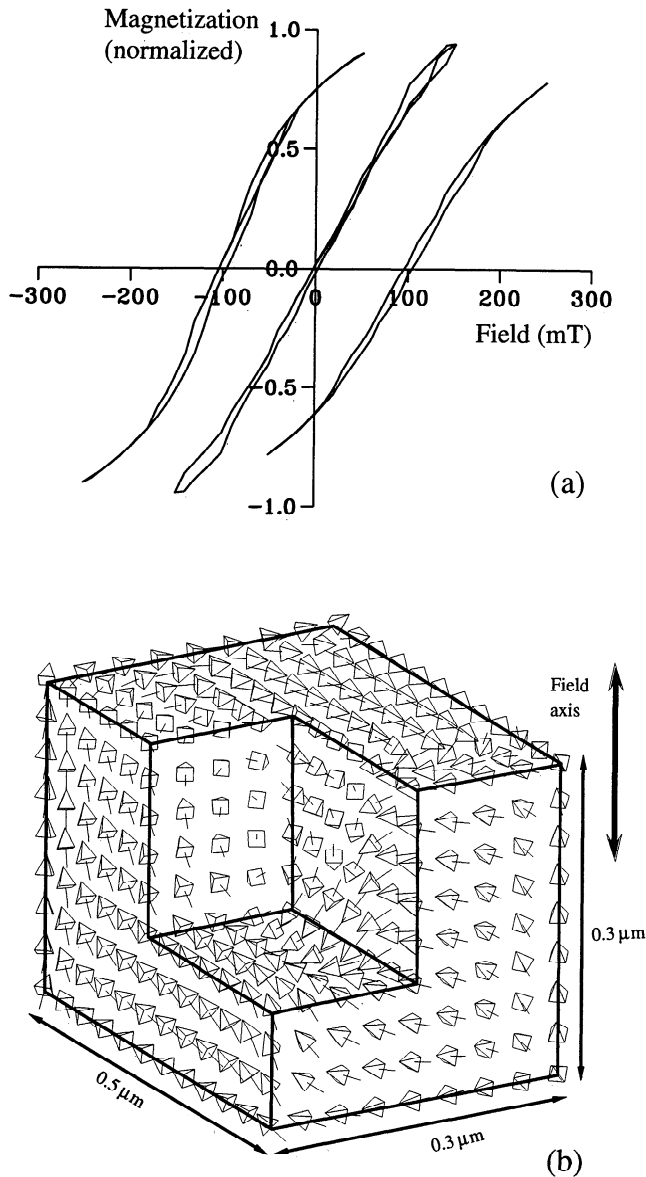 Magnetization
(normalized)
1.0
0.5
0.0
-300 -200 -100 0 100 200 300
Field (mT)
-0.5
-1.0
(a)
Field
axis
0.3 μm
0.5 μm
0.3 μm
(b)